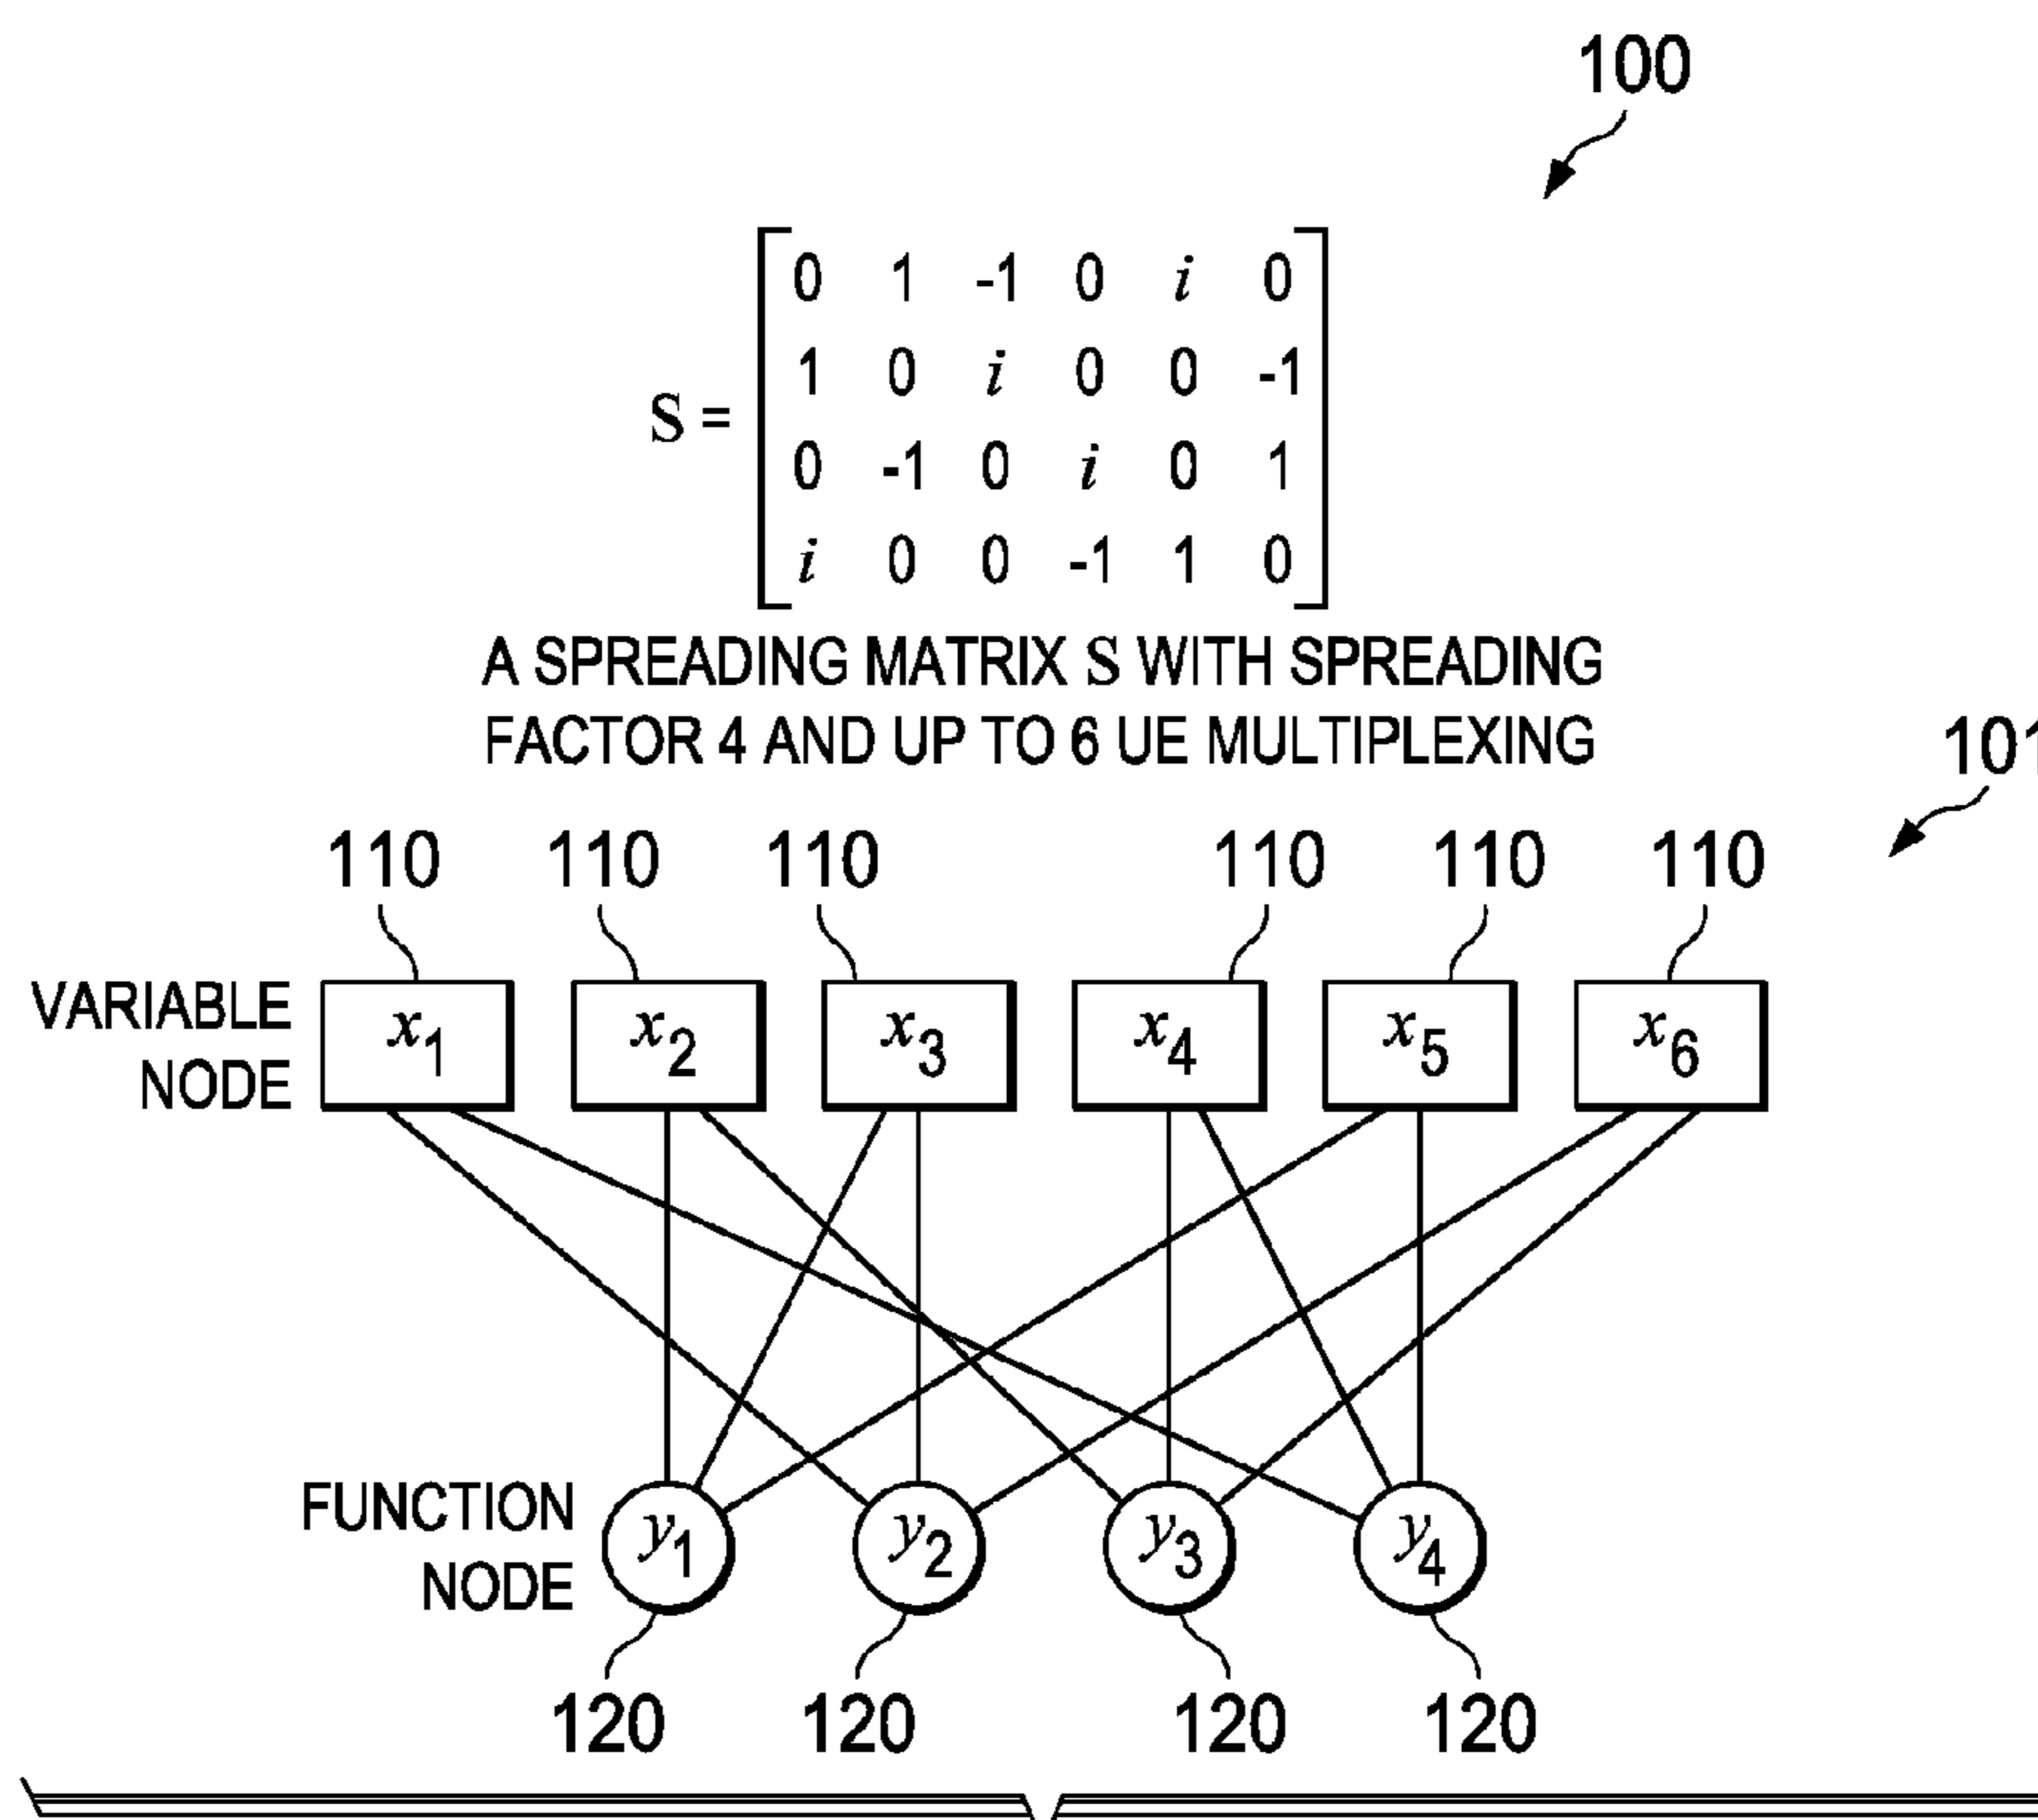 100
0 1 -1 0 i 0
1 0 i 0 0 -1
S =
0 -1 0 i 0 1
i 0 0 -1 1 0
A SPREADING MATRIX S WITH SPREADING
FACTOR 4 AND UP TO 6 UE MULTIPLEXING
101
110 110 110 110 110 110
VARIABLE
NODE
x1 x2 x3 x4 x5 x6
FUNCTION
NODE
y1 y2 y3 y4
120 120 120 120